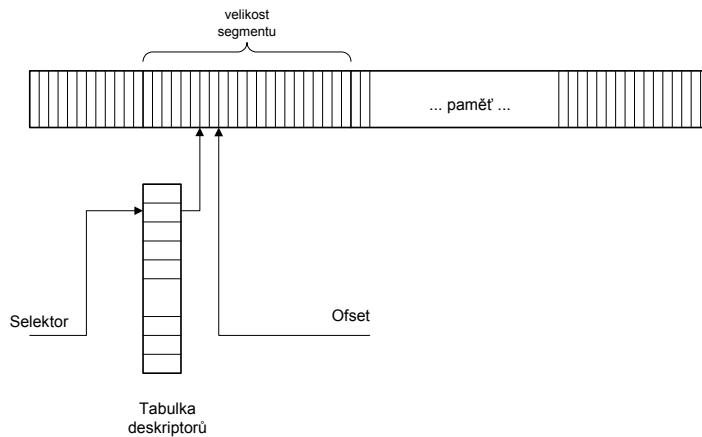 velikost
segmentu
... paměť ...
Selektor
Ofset
Tabulka
deskriptorů